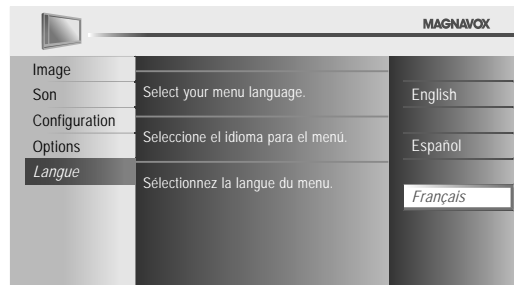 MAGNAVOX
Image
Son
Configuration
Options
Langue
Select your menu language.
Seleccione el idioma para el menú.
Sélectionnez la langue du menu.
English
Español
Français